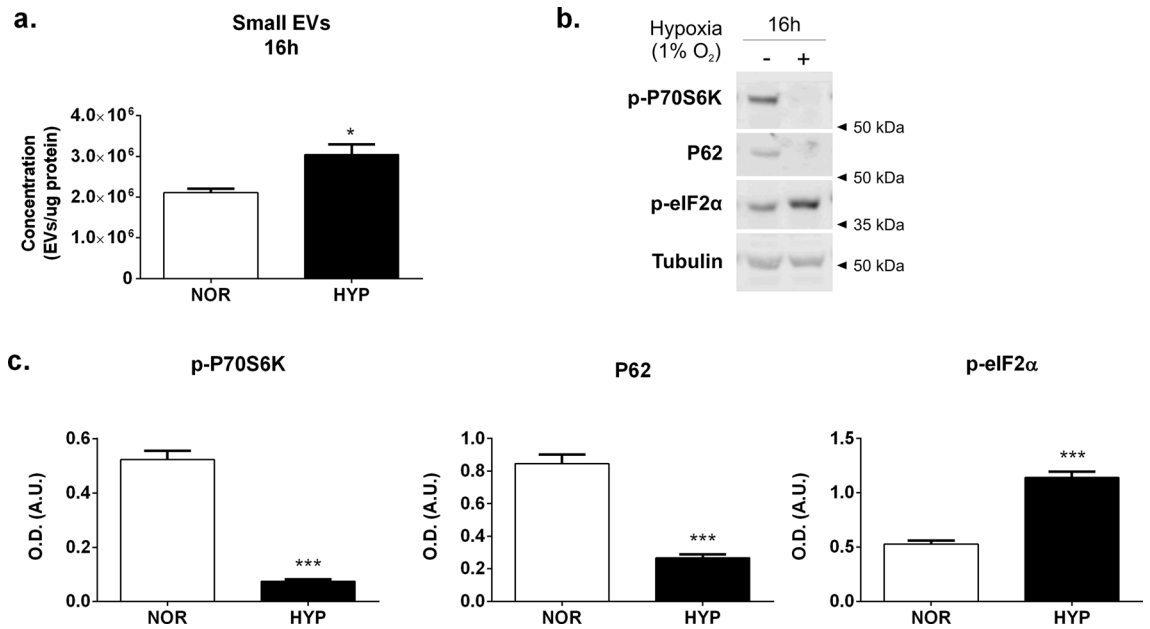 a.
Small EVs
16h
Concentration
(EVs/ug protein)
4.0×10⁶
3.0×10⁶
2.0×10⁶
1.0×10⁶
0
*
NOR HYP
b.
Hypoxia
(1% O₂)
16h
- +
p-P70S6K
◄ 50 kDa
P62
◄ 50 kDa
p-eIF2α
◄ 35 kDa
Tubulin
◄ 50 kDa
c.
p-P70S6K
O.D. (A.U.)
0.6
0.4
0.2
0.0
***
NOR HYP
P62
O.D. (A.U.)
1.0
0.8
0.6
0.4
0.2
0.0
***
NOR HYP
p-eIF2α
O.D. (A.U.)
1.5
1.0
0.5
0.0
***
NOR HYP